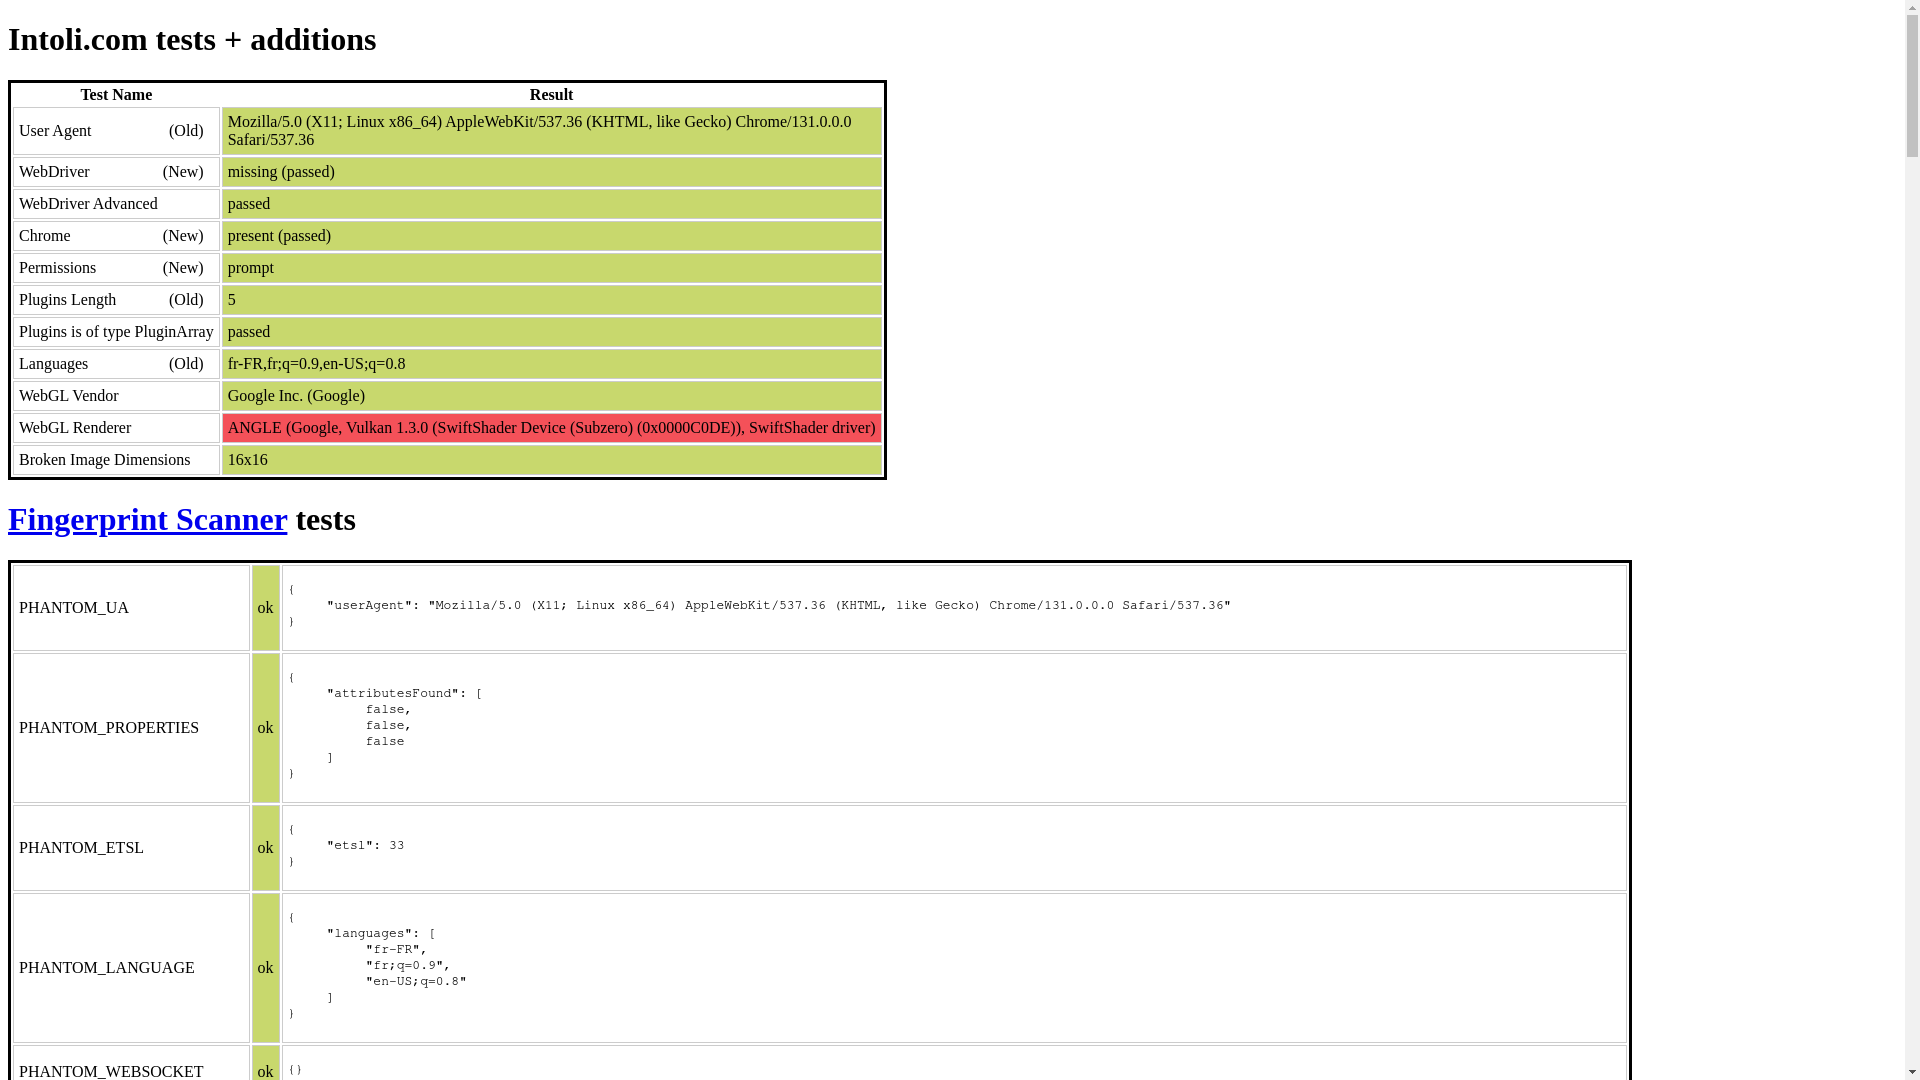 Intoli.com tests + additions
Test Name Result
User Agent (Old) Mozilla/5.0 (X11; Linux x86_64) AppleWebKit/537.36 (KHTML, like Gecko) Chrome/131.0.0.0
Safari/537.36
WebDriver (New) missing (passed)
WebDriver Advanced passed
Chrome (New) present (passed)
Permissions (New) prompt
Plugins Length (Old) 5
Plugins is of type PluginArray passed
Languages (Old) fr-FR,fr;q=0.9,en-US;q=0.8
WebGL Vendor Google Inc. (Google)
WebGL Renderer ANGLE (Google, Vulkan 1.3.0 (SwiftShader Device (Subzero) (0x0000C0DE)), SwiftShader driver)
Broken Image Dimensions 16x16
Fingerprint Scanner tests
PHANTOM_UA ok {
"userAgent": "Mozilla/5.0 (X11; Linux x86_64) AppleWebKit/537.36 (KHTML, like Gecko) Chrome/131.0.0.0 Safari/537.36"
}
PHANTOM_PROPERTIES ok {
"attributesFound": [
false,
false,
false
]
}
PHANTOM_ETSL ok {
"etsl": 33
}
PHANTOM_LANGUAGE ok {
"languages": [
"fr-FR",
"fr;q=0.9",
"en-US;q=0.8"
]
}
PHANTOM_WEBSOCKET ok {}